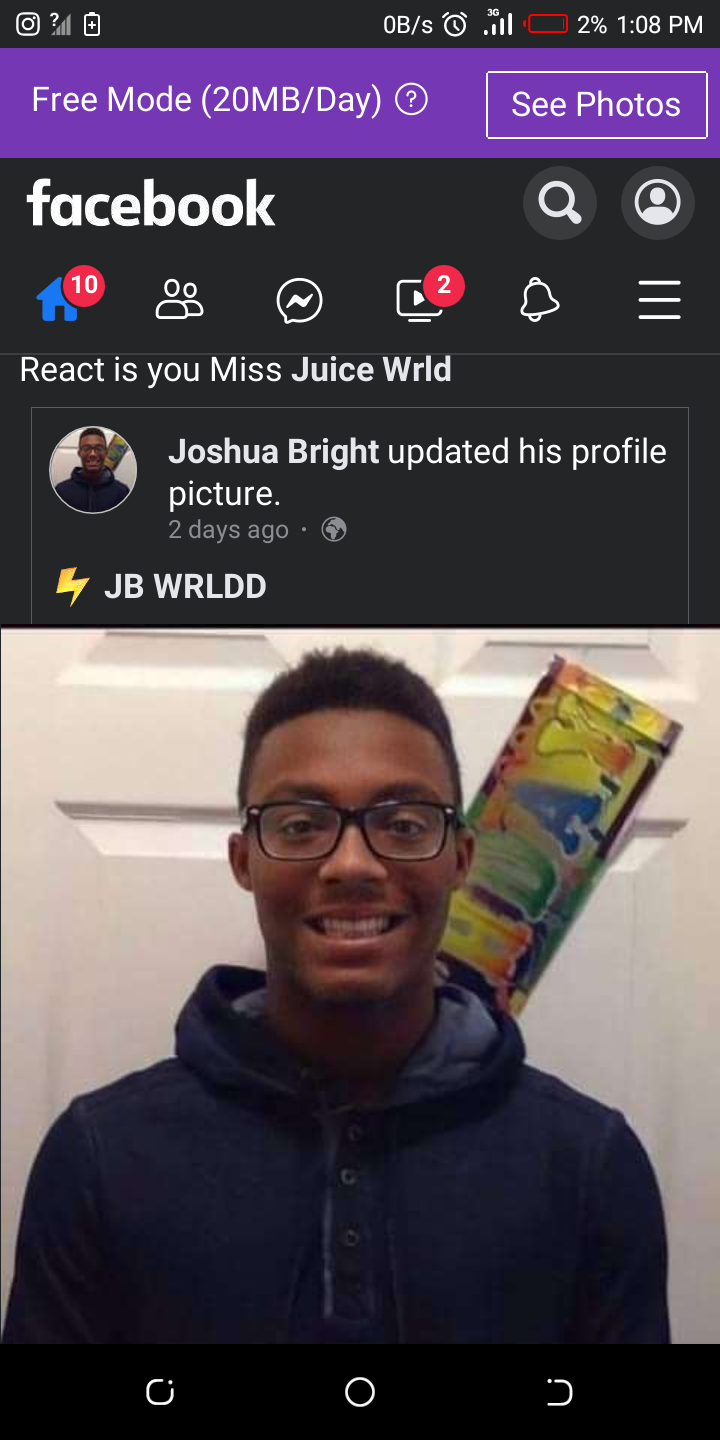 0B/s 3G 2% 1:08 PM
Free Mode (20MB/Day) ?
See Photos
facebook
10
2
React is you Miss Juice Wrld
Joshua Bright updated his profile
picture.
2 days ago ·
JB WRLDD